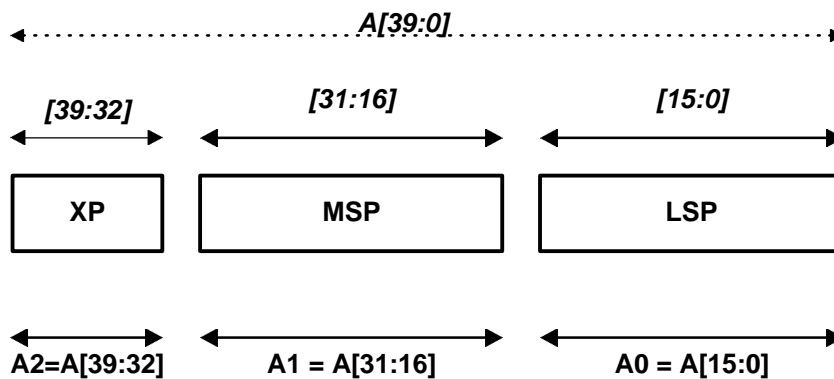 A[39:0]
[39:32] [31:16] [15:0]
XP MSP LSP
A2=A[39:32] A1 = A[31:16] A0 = A[15:0]